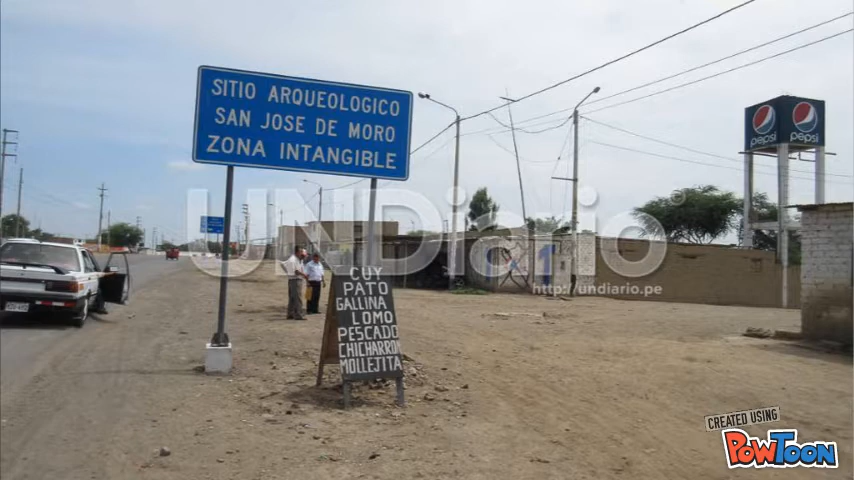 SITIO ARQUEOLOGICO
SAN JOSE DE MORO
ZONA INTANGIBLE
pepsi pepsi
UNDiario
http://undiario.pe
CUY
PATO
GALLINA
LOMO
PESCADO
CHICHARRON
MOLLEJITA
CREATED USING
POWTOON